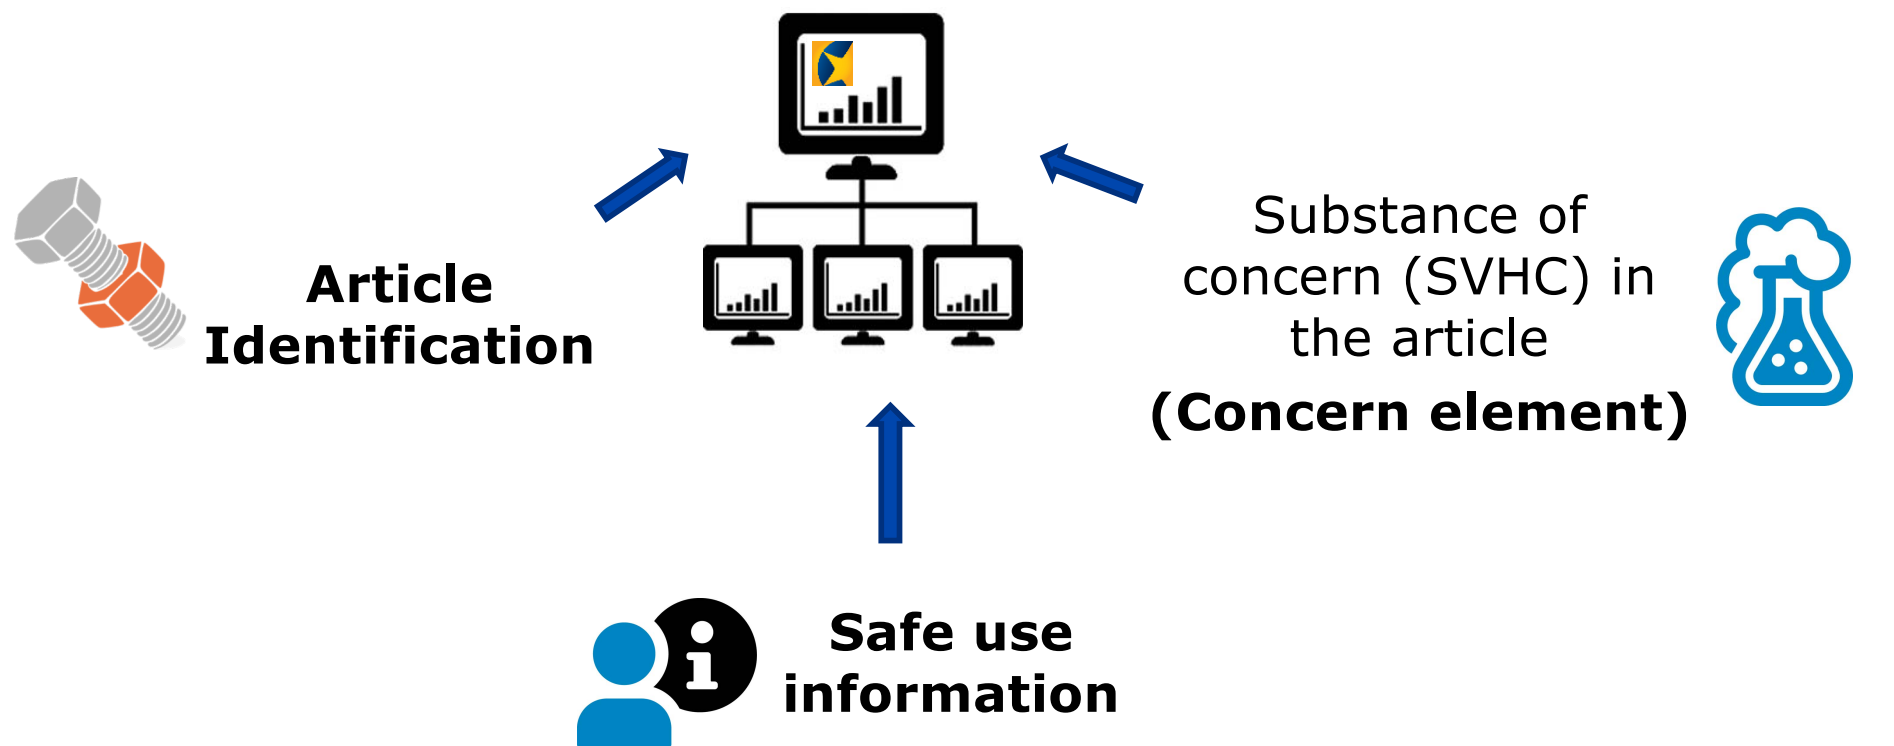 Article
Identification
Substance of
concern (SVHC) in
the article
(Concern element)
Safe use
information